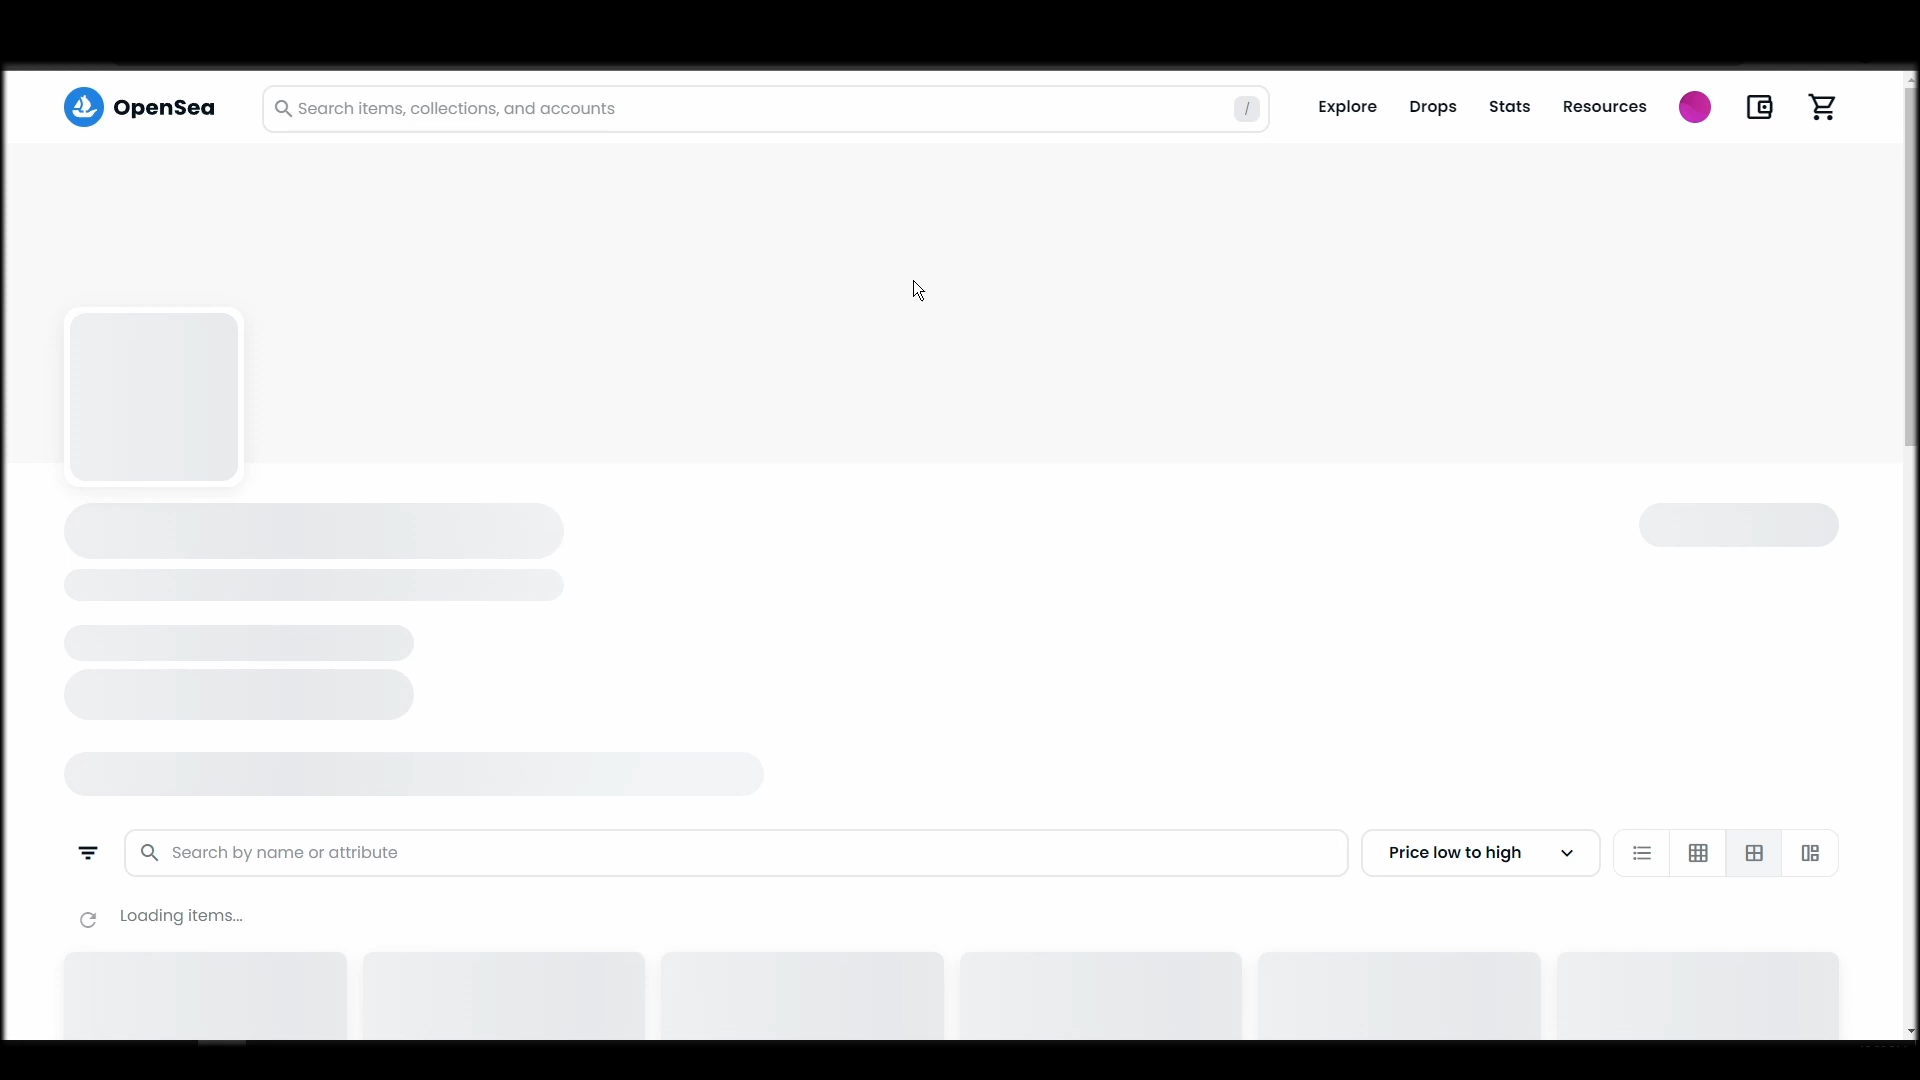 OpenSea
Search items, collections, and accounts
/
Explore
Drops
Stats
Resources
Search by name or attribute
Price low to high
Loading items...